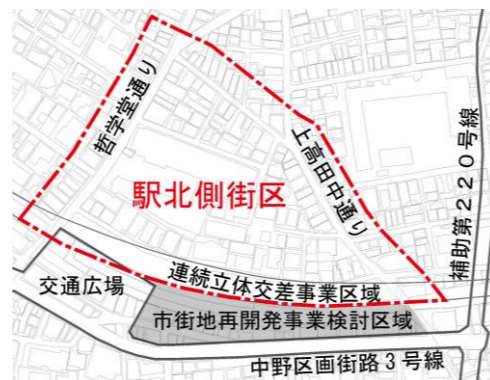 哲学堂通り
上高田中通り
駅北側街区
補助第220号線
連続立体交差事業区域
交通広場
市街地再開発事業検討区域
中野区画街路3号線